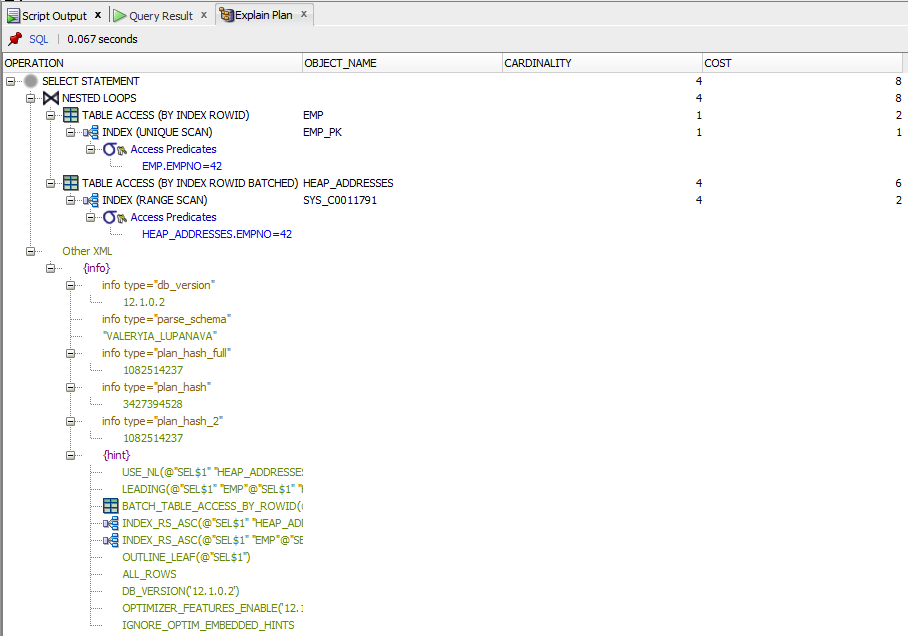 Script Output x Query Result x Explain Plan x
SQL | 0.067 seconds
OPERATION OBJECT_NAME CARDINALITY COST
SELECT STATEMENT 4 8
NESTED LOOPS 4 8
TABLE ACCESS (BY INDEX ROWID) EMP 1 2
INDEX (UNIQUE SCAN) EMP_PK 1 1
Access Predicates
EMP.EMPNO=42
TABLE ACCESS (BY INDEX ROWID BATCHED) HEAP_ADDRESSES 4 6
INDEX (RANGE SCAN) SYS_C0011791 4 2
Access Predicates
HEAP_ADDRESSES.EMPNO=42
Other XML
{info}
info type="db_version"
12.1.0.2
info type="parse_schema"
"VALERYIA_LUPANAVA"
info type="plan_hash_full"
1082514237
info type="plan_hash"
3427394528
info type="plan_hash_2"
1082514237
{hint}
USE_NL(@"SEL$1" "HEAP_ADDRESSES
LEADING(@"SEL$1" "EMP"@"SEL$1" "
BATCH_TABLE_ACCESS_BY_ROWID(
INDEX_RS_ASC(@"SEL$1" "HEAP_ADD
INDEX_RS_ASC(@"SEL$1" "EMP"@"SE
OUTLINE_LEAF(@"SEL$1")
ALL_ROWS
DB_VERSION('12.1.0.2')
OPTIMIZER_FEATURES_ENABLE('12.1
IGNORE_OPTIM_EMBEDDED_HINTS